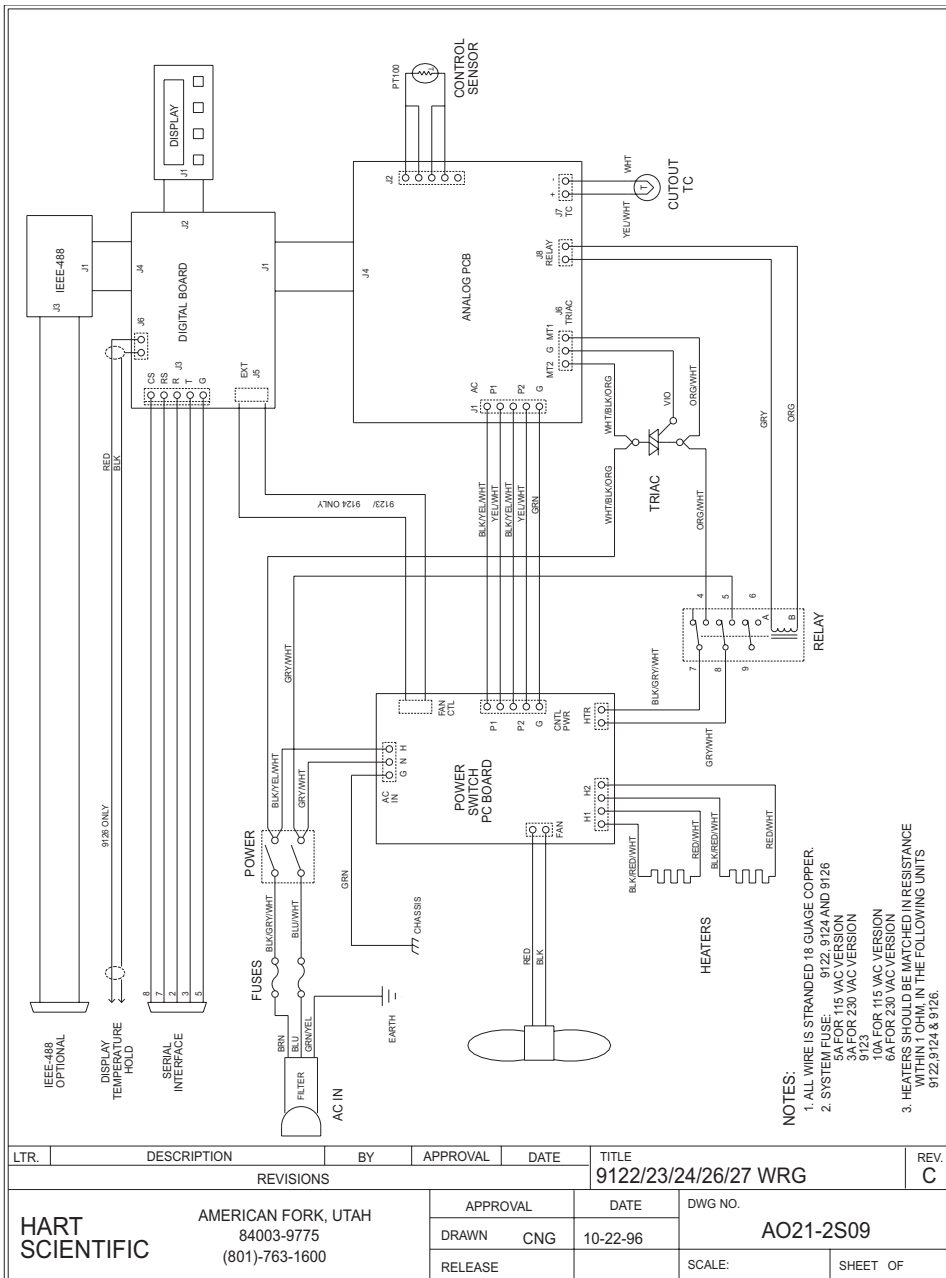 IEEE-488
OPTIONAL
DISPLAY
TEMPERATURE
HOLD
SERIAL
INTERFACE
9126 ONLY
RED
BLK
8
7
2
3
5
IEEE-488
J3
J1
J4
J2
DIGITAL BOARD
J6
CS
RS
R
T
G
J3
EXT
J5
J1
DISPLAY
J1
9123/
9124 ONLY
PT100
CONTROL
SENSOR
J2
J4
ANALOG PCB
J7
TC
+
-
YEL/WHT
WHT
T
CUTOUT
TC
J8
RELAY
J6
TRIAC
MT2
G
MT1
J1
AC
P1
P2
G
BLK/YEL/WHT
YEL/WHT
BLK/YEL/WHT
YEL/WHT
GRN
WHT/BLK/ORG
WHT/BLK/ORG
VIO
ORG/WHT
ORG/WHT
TRIAC
GRY
ORG
4
5
6
A
B
7
8
9
RELAY
AC IN
FILTER
BRN
BLU
GRN/YEL
EARTH
FUSES
BLK/GRY/WHT
BLU/WHT
POWER
BLK/YEL/WHT
GRY/WHT
GRY/WHT
GRN
CHASSIS
AC
IN
G
N
H
FAN
CTL
POWER
SWITCH
PC BOARD
P1
P2
G
CNTL
PWR
HTR
BLK/GRY/WHT
GRY/WHT
FAN
RED
BLK
H1
H2
BLK/RED/WHT
RED/WHT
BLK/RED/WHT
RED/WHT
HEATERS
NOTES:
1. ALL WIRE IS STRANDED 18 GUAGE COPPER.
2. SYSTEM FUSE: 9122, 9124 AND 9126
5A FOR 115 VAC VERSION
3A FOR 230 VAC VERSION
9123
10A FOR 115 VAC VERSION
6A FOR 230 VAC VERSION
3. HEATERS SHOULD BE MATCHED IN RESISTANCE
WITHIN 1 OHM, IN THE FOLLOWING UNITS
9122,9124 & 9126.
LTR. DESCRIPTION BY APPROVAL DATE
REVISIONS
TITLE
9122/23/24/26/27 WRG
REV.
C
HART
SCIENTIFIC
AMERICAN FORK, UTAH
84003-9775
(801)-763-1600
APPROVAL DATE
DRAWN CNG 10-22-96
RELEASE
DWG NO.
AO21-2S09
SCALE: SHEET OF